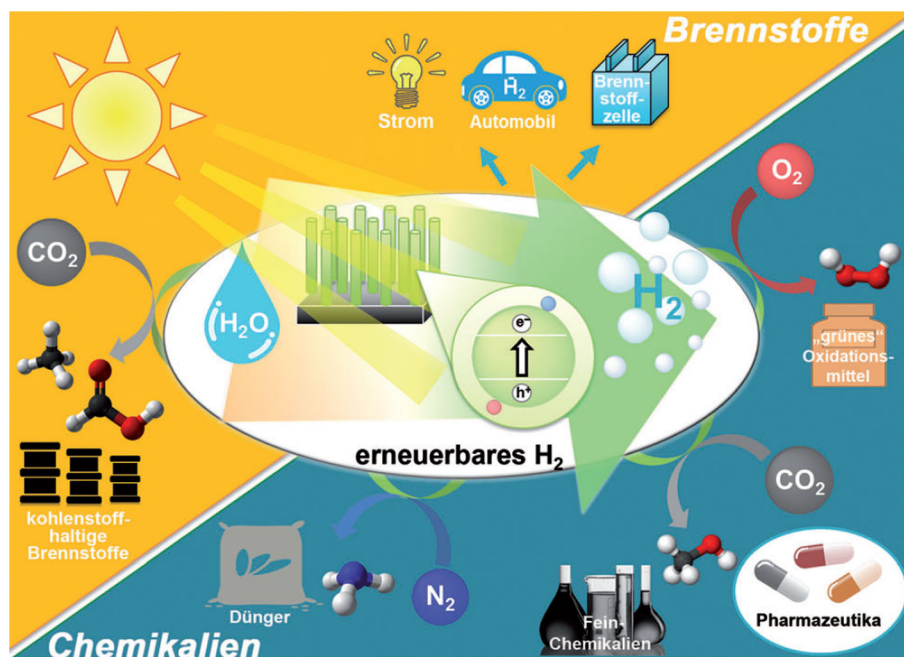 Brennstoffe
Strom
H₂
Automobil
Brenn-
stoff-
zelle
O₂
CO₂
H₂O
e⁻
h⁺
H₂
„grünes“
Oxidations-
mittel
erneuerbares H₂
kohlenstoff-
haltige
Brennstoffe
CO₂
Dünger
N₂
Fein-
Chemikalien
Pharmazeutika
Chemikalien